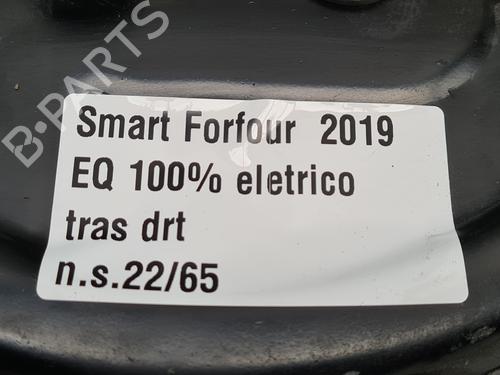 B-PARTS
Smart Forfour 2019
EQ 100% eletrico
tras drt
n.s.22/65